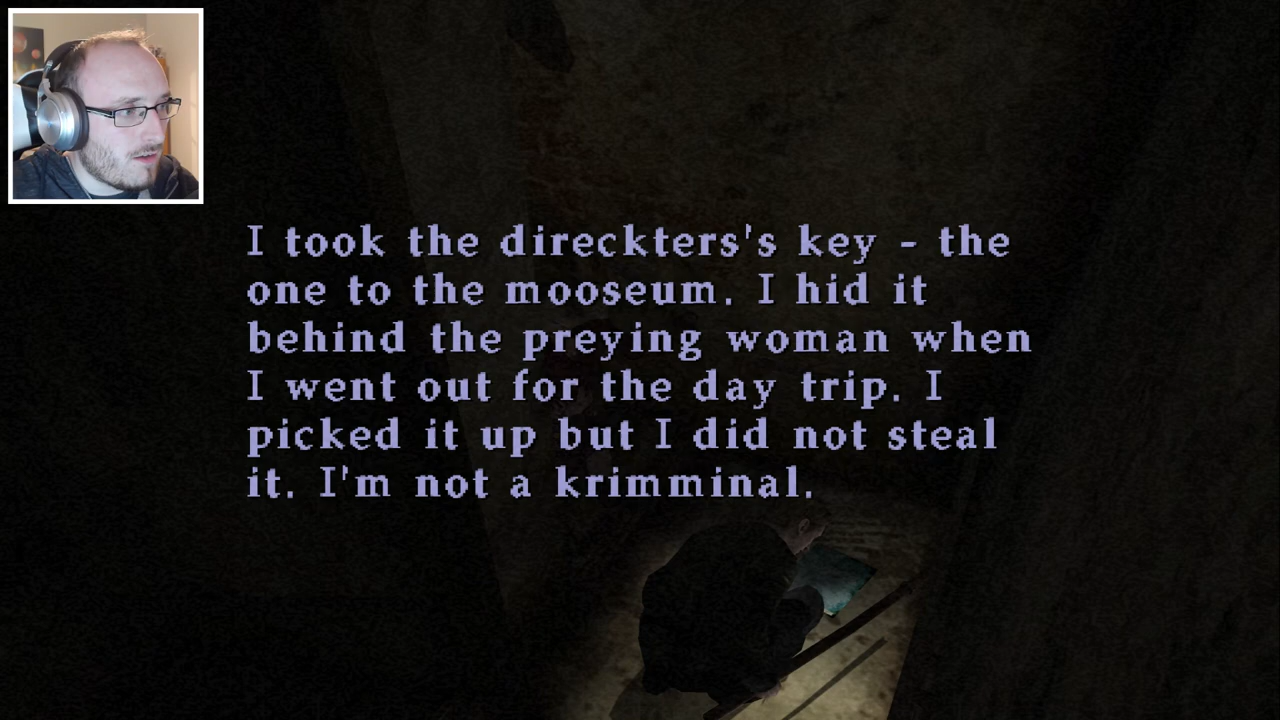 I took the direckters's key - the
one to the mooseum. I hid it
behind the preying woman when
I went out for the day trip. I
picked it up but I did not steal
it. I'm not a krimminal.